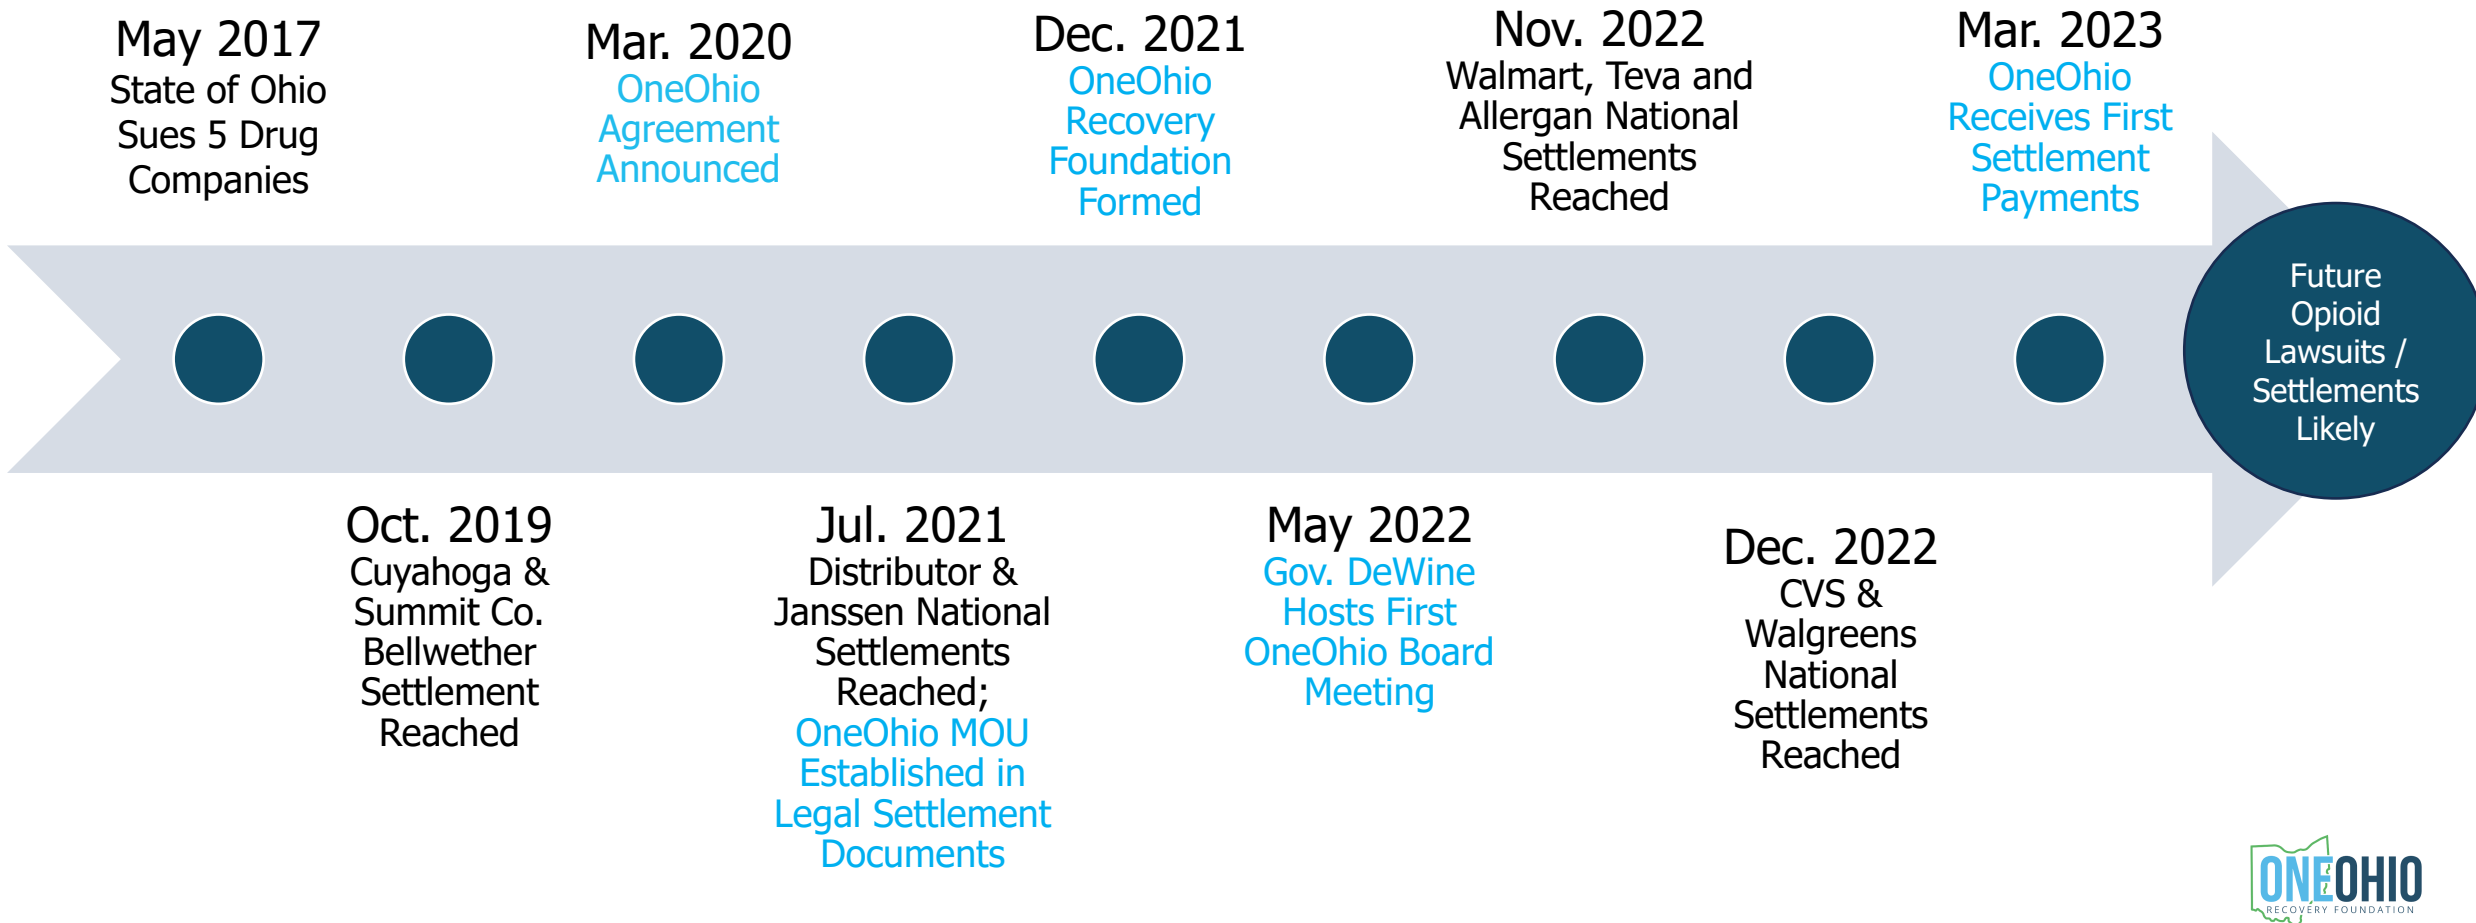 May 2017
State of Ohio
Sues 5 Drug
Companies
Mar. 2020
OneOhio
Agreement
Announced
Dec. 2021
OneOhio
Recovery
Foundation
Formed
Nov. 2022
Walmart, Teva and
Allergan National
Settlements
Reached
Mar. 2023
OneOhio
Receives First
Settlement
Payments
Future
Opioid
Lawsuits /
Settlements
Likely
Oct. 2019
Cuyahoga &
Summit Co.
Bellwether
Settlement
Reached
Jul. 2021
Distributor &
Janssen National
Settlements
Reached;
OneOhio MOU
Established in
Legal Settlement
Documents
May 2022
Gov. DeWine
Hosts First
OneOhio Board
Meeting
Dec. 2022
CVS &
Walgreens
National
Settlements
Reached
ONEOHIO
RECOVERY FOUNDATION